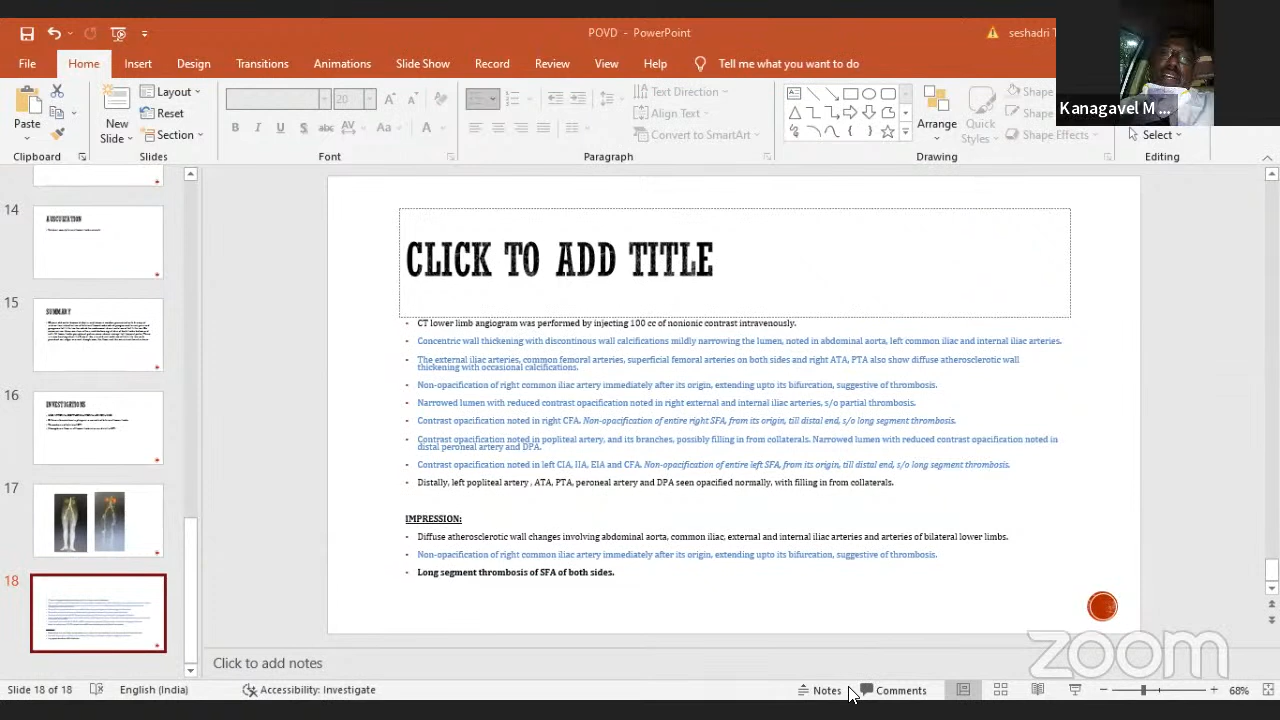 POVD - PowerPoint
seshadri T
File Home Insert Design Transitions Animations Slide Show Record Review View Help Tell me what you want to do
Kanagavel M ...
Paste
New
Slide
Layout
Reset
Section
20
B I U S abc AV Aa A
Text Direction
Align Text
Convert to SmartArt
Arrange
Quick
Styles
Shape
Shape
Shape Effects
Select
Clipboard Slides Font Paragraph Drawing Editing
14
15
SUMMARY
16
INVESTIGATIONS
17
18
CLICK TO ADD TITLE
CT lower limb angiogram was performed by injecting 100 cc of nonionic contrast intravenously.
Concentric wall thickening with discontinous wall calcifications mildly narrowing the lumen, noted in abdominal aorta, left common iliac and internal iliac arteries.
The external iliac arteries, common femoral arteries, superficial femoral arteries on both sides and right ATA, PTA also show diffuse atherosclerotic wall
thickening with occasional calcifications.
Non-opacification of right common iliac artery immediately after its origin, extending upto its bifurcation, suggestive of thrombosis.
Narrowed lumen with reduced contrast opacification noted in right external and internal iliac arteries, s/o partial thrombosis.
Contrast opacification noted in right CFA. Non-opacification of entire right SFA, from its origin, till distal end, s/o long segment thrombosis.
Contrast opacification noted in popliteal artery, and its branches, possibly filling in from collaterals. Narrowed lumen with reduced contrast opacification noted in
distal peroneal artery and DPA.
Contrast opacification noted in left CIA, IIA, EIA and CFA. Non-opacification of entire left SFA, from its origin, till distal end, s/o long segment thrombosis.
Distally, left popliteal artery , ATA, PTA, peroneal artery and DPA seen opacified normally, with filling in from collaterals.
IMPRESSION:
Diffuse atherosclerotic wall changes involving abdominal aorta, common iliac, external and internal iliac arteries and arteries of bilateral lower limbs.
Non-opacification of right common iliac artery immediately after its origin, extending upto its bifurcation, suggestive of thrombosis.
Long segment thrombosis of SFA of both sides.
zoom
Click to add notes
Slide 18 of 18 English (India) Accessibility: Investigate Notes Comments 68%